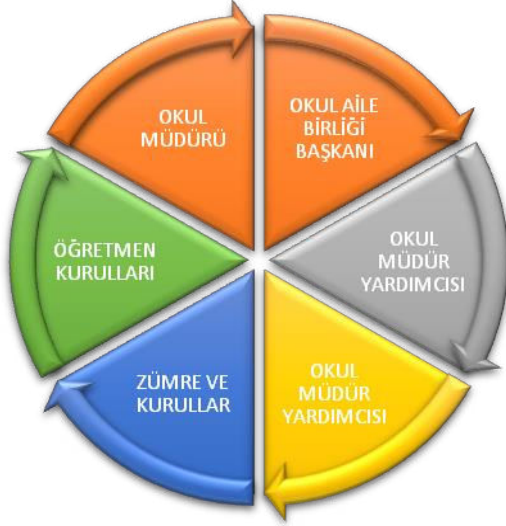 OKUL
MÜDÜRÜ
OKUL AİLE
BİRLİĞİ
BAŞKANI
OKUL
MÜDÜR
YARDIMCISI
OKUL
MÜDÜR
YARDIMCISI
ZÜMRE VE
KURULLAR
ÖĞRETMEN
KURULLARI